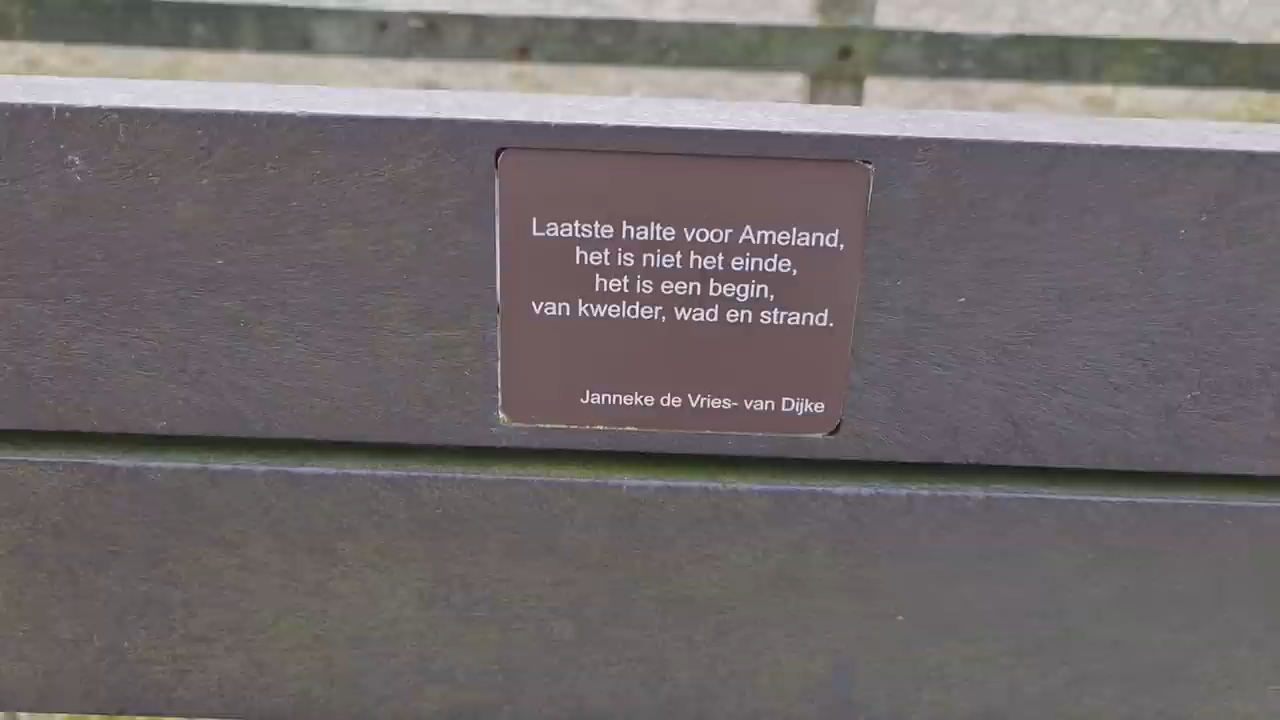 Laatste halte voor Ameland,
het is niet het einde,
het is een begin,
van kwelder, wad en strand.
Janneke de Vries- van Dijke